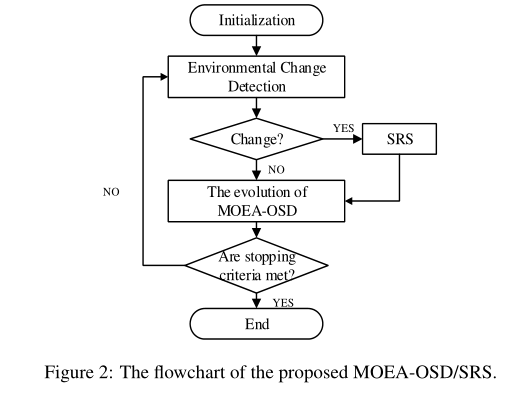 Initialization
Environmental Change
Detection
Change?
YES
SRS
NO
The evolution of
MOEA-OSD
NO
Are stopping
criteria met?
YES
End
Figure 2: The flowchart of the proposed MOEA-OSD/SRS.